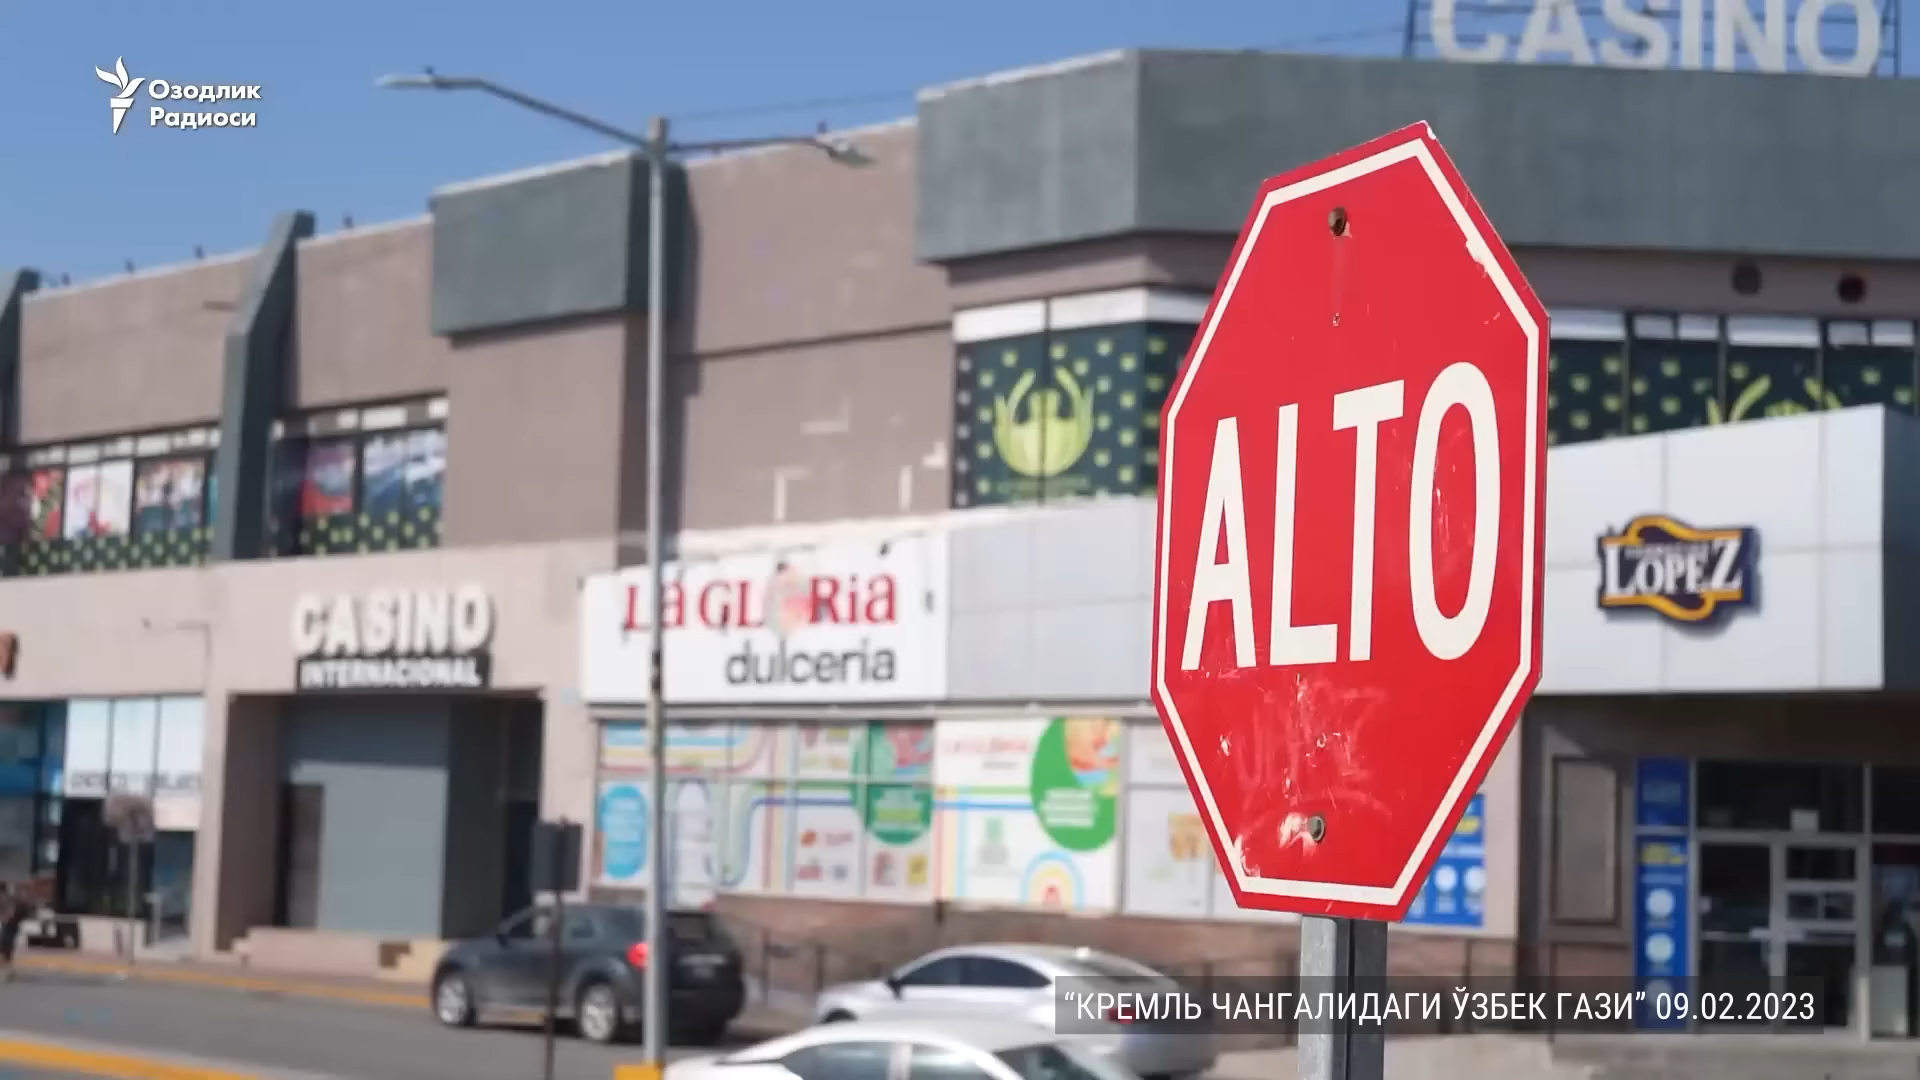 CASINO
Озодлик
Радиоси
ALTO
LOPEZ
CASINO
INTERNACIONAL
La GLORia
dulceria
“КРЕМЛЬ ЧАНГАЛИДАГИ ЎЗБЕК ГАЗИ” 09.02.2023